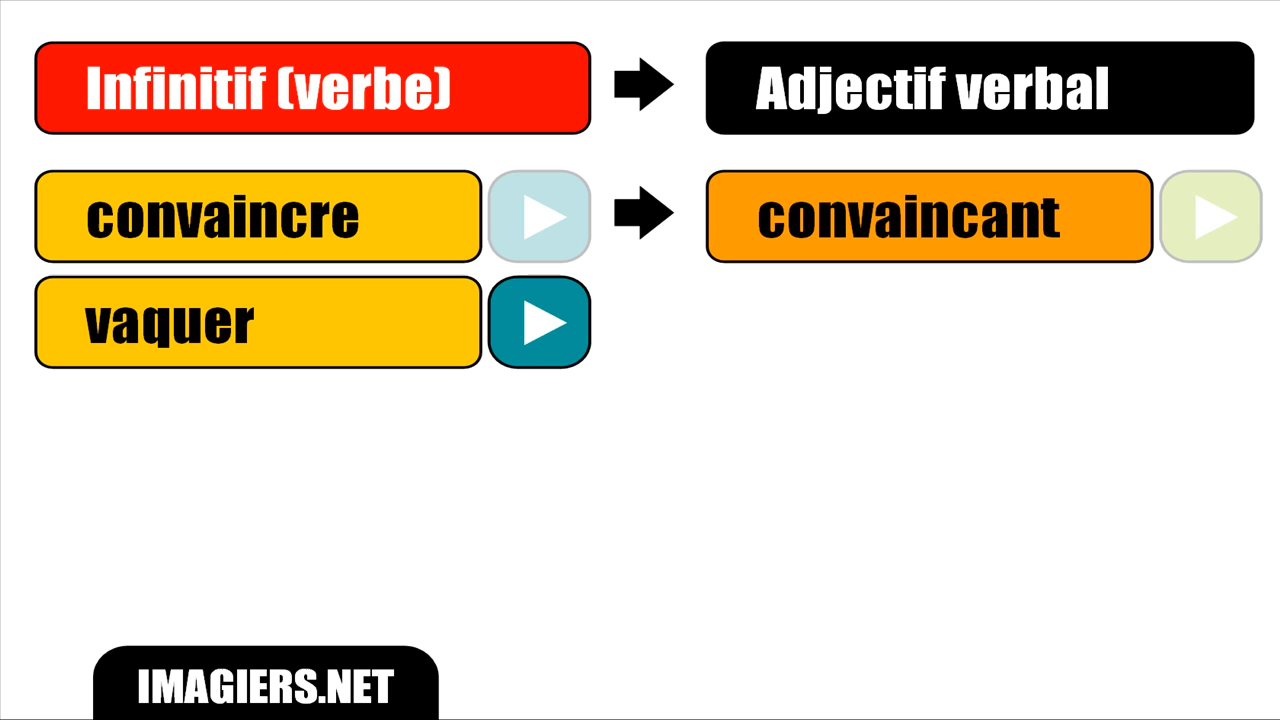 Infinitif (verbe) Adjectif verbal
convaincre convaincant
vaquer
IMAGIERS.NET